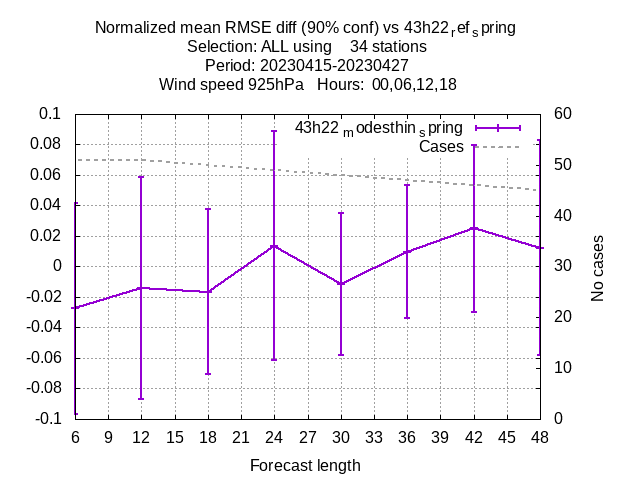 Normalized mean RMSE diff (90% conf) vs 43h22refspring
Selection: ALL using 34 stations
Period: 20230415-20230427
Wind speed 925hPa Hours: 00,06,12,18
43h22modesthinspring
Cases
0.1
0.08
0.06
0.04
0.02
0
-0.02
-0.04
-0.06
-0.08
-0.1
60
50
40
30
20
10
0
No cases
6 9 12 15 18 21 24 27 30 33 36 39 42 45 48
Forecast length